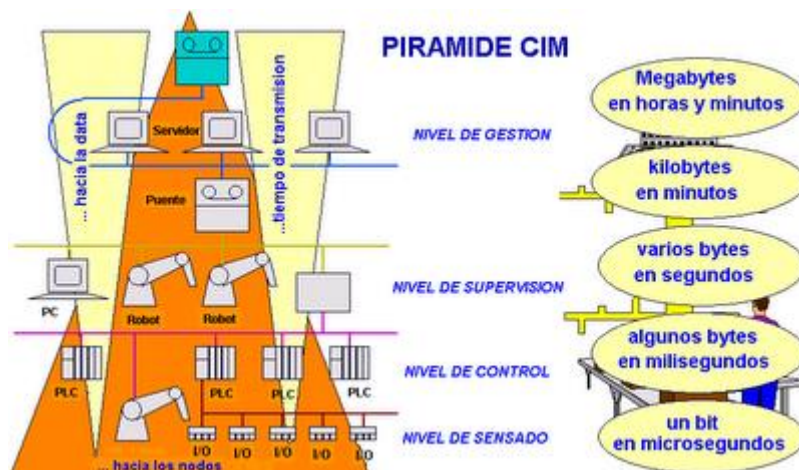 PIRAMIDE CIM
Megabytes
en horas y minutos
... hacia la data
Servidor
...tiempo de transmision
NIVEL DE GESTION
kilobytes
en minutos
Puente
varios bytes
en segundos
PC
Robot
Robot
NIVEL DE SUPERVISION
algunos bytes
en milisegundos
PLC
PLC
PLC
PLC
NIVEL DE CONTROL
un bit
en microsegundos
I/O
I/O
I/O
I/O
I/O
NIVEL DE SENSADO
... hacia los nodos